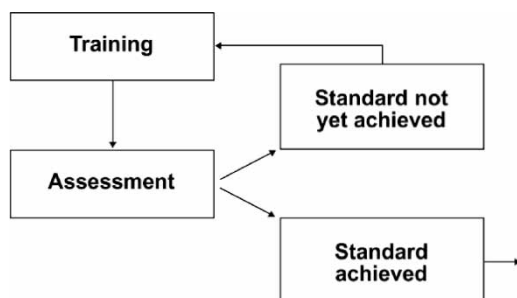 Training
Standard not
yet achieved
Assessment
Standard
achieved